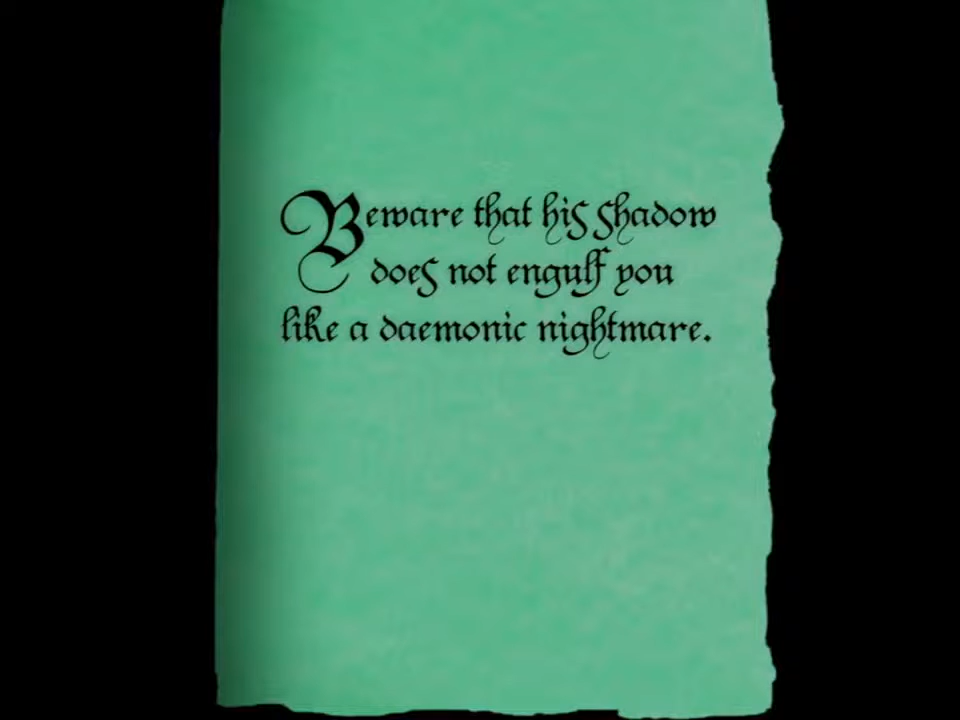 Beware that his shadow
does not engulf you
like a daemonic nightmare.